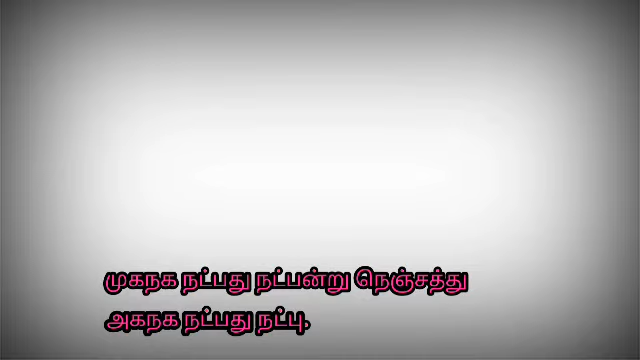 முகநக நட்பது நட்பன்று நெஞ்சத்து
அகநக நட்பது நட்பு.